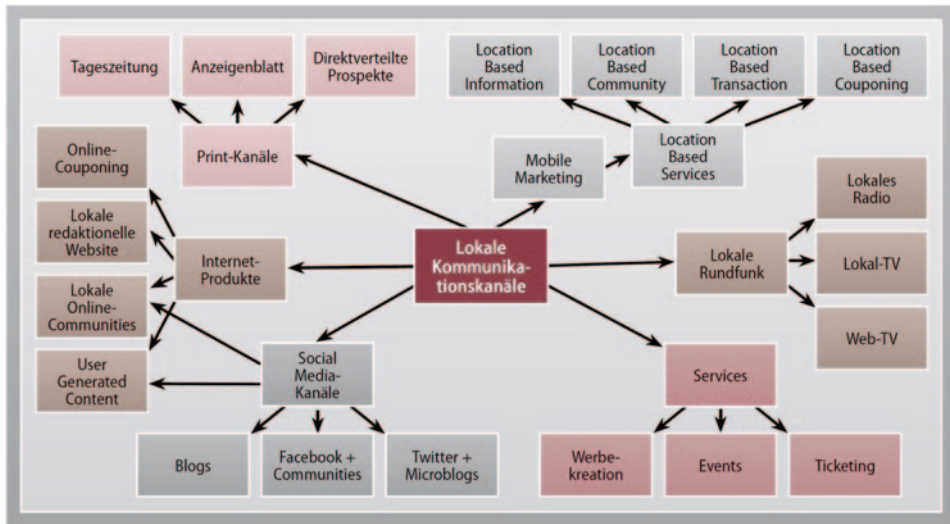 Tageszeitung
Anzeigenblatt
Direktverteilte
Prospekte
Location
Based
Information
Location
Based
Community
Location
Based
Transaction
Location
Based
Couponing
Print-Kanäle
Mobile
Marketing
Location
Based
Services
Online-
Couponing
Lokale
redaktionelle
Website
Lokale
Online-
Communities
User
Generated
Content
Internet-
Produkte
Lokale
Kommunika-
tionskanäle
Lokale
Rundfunk
Lokales
Radio
Lokal-TV
Web-TV
Social
Media-
Kanäle
Services
Blogs
Facebook +
Communities
Twitter +
Microblogs
Werbe-
kreation
Events
Ticketing